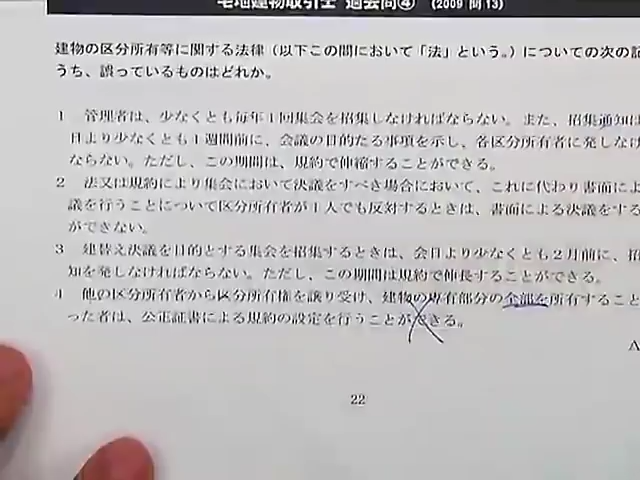 宅地建物取引士 過去問④ (2009 問13)
建物の区分所有等に関する法律(以下この問において「法」という。)についての次の記
うち、誤っているものはどれか。
1 管理者は、少なくとも毎年1回集会を招集しなければならない。また、招集通知は
日より少なくとも1週間前に、会議の目的たる事項を示し、各区分所有者に発しなけ
ならない。ただし、この期間は、規約で伸縮することができる。
2 法又は規約により集会において決議をすべき場合において、これに代わり書面によ
議を行うことについて区分所有者が1人でも反対するときは、書面による決議をする
ができない。
3 建替え決議を目的とする集会を招集するときは、会日より少なくとも2月前に、招
知を発しなければならない。ただし、この期間は規約で伸長することができる。
4 他の区分所有者から区分所有権を譲り受け、建物の専有部分の全部を所有すること
った者は、公正証書による規約の設定を行うことができる。
22